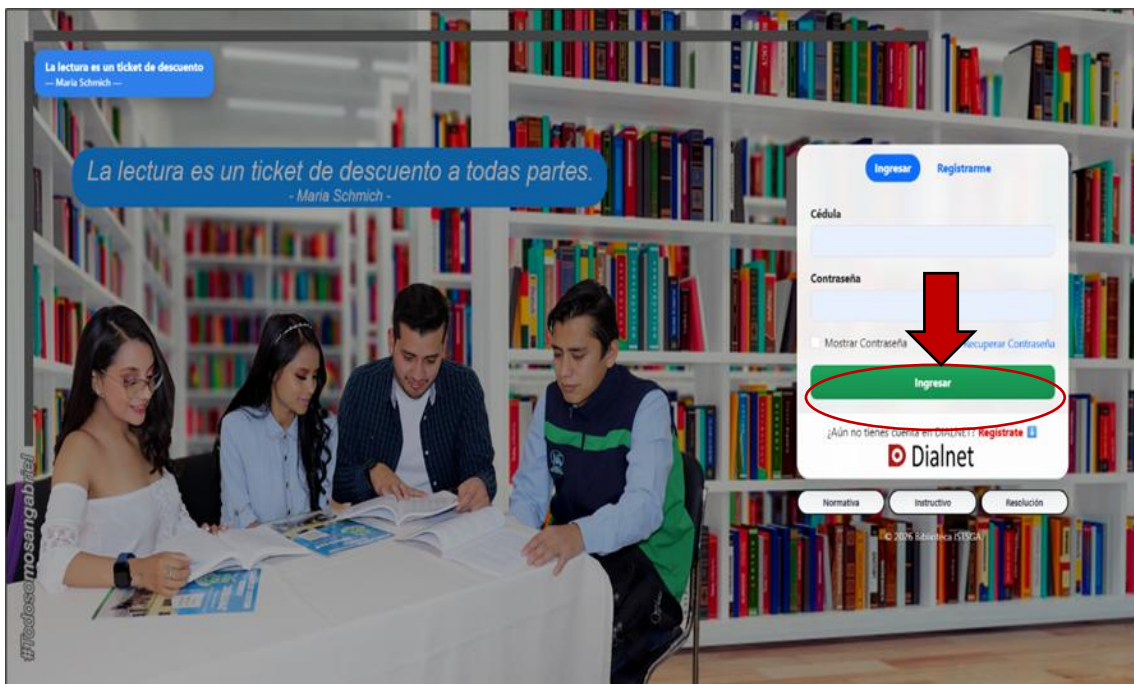 La lectura es un ticket de descuento
— Maria Schmich —
La lectura es un ticket de descuento a todas partes.
- Maria Schmich -
#Todosomosangabriel
Ingresar
Registrarme
Cédula
Contraseña
Mostrar Contraseña
Recuperar Contraseña
Ingresar
¿Aún no tienes cuenta en DIALNET? Regístrate
Dialnet
Normativa
Instructivo
Resolución
© 2026 Biblioteca ISTSGA